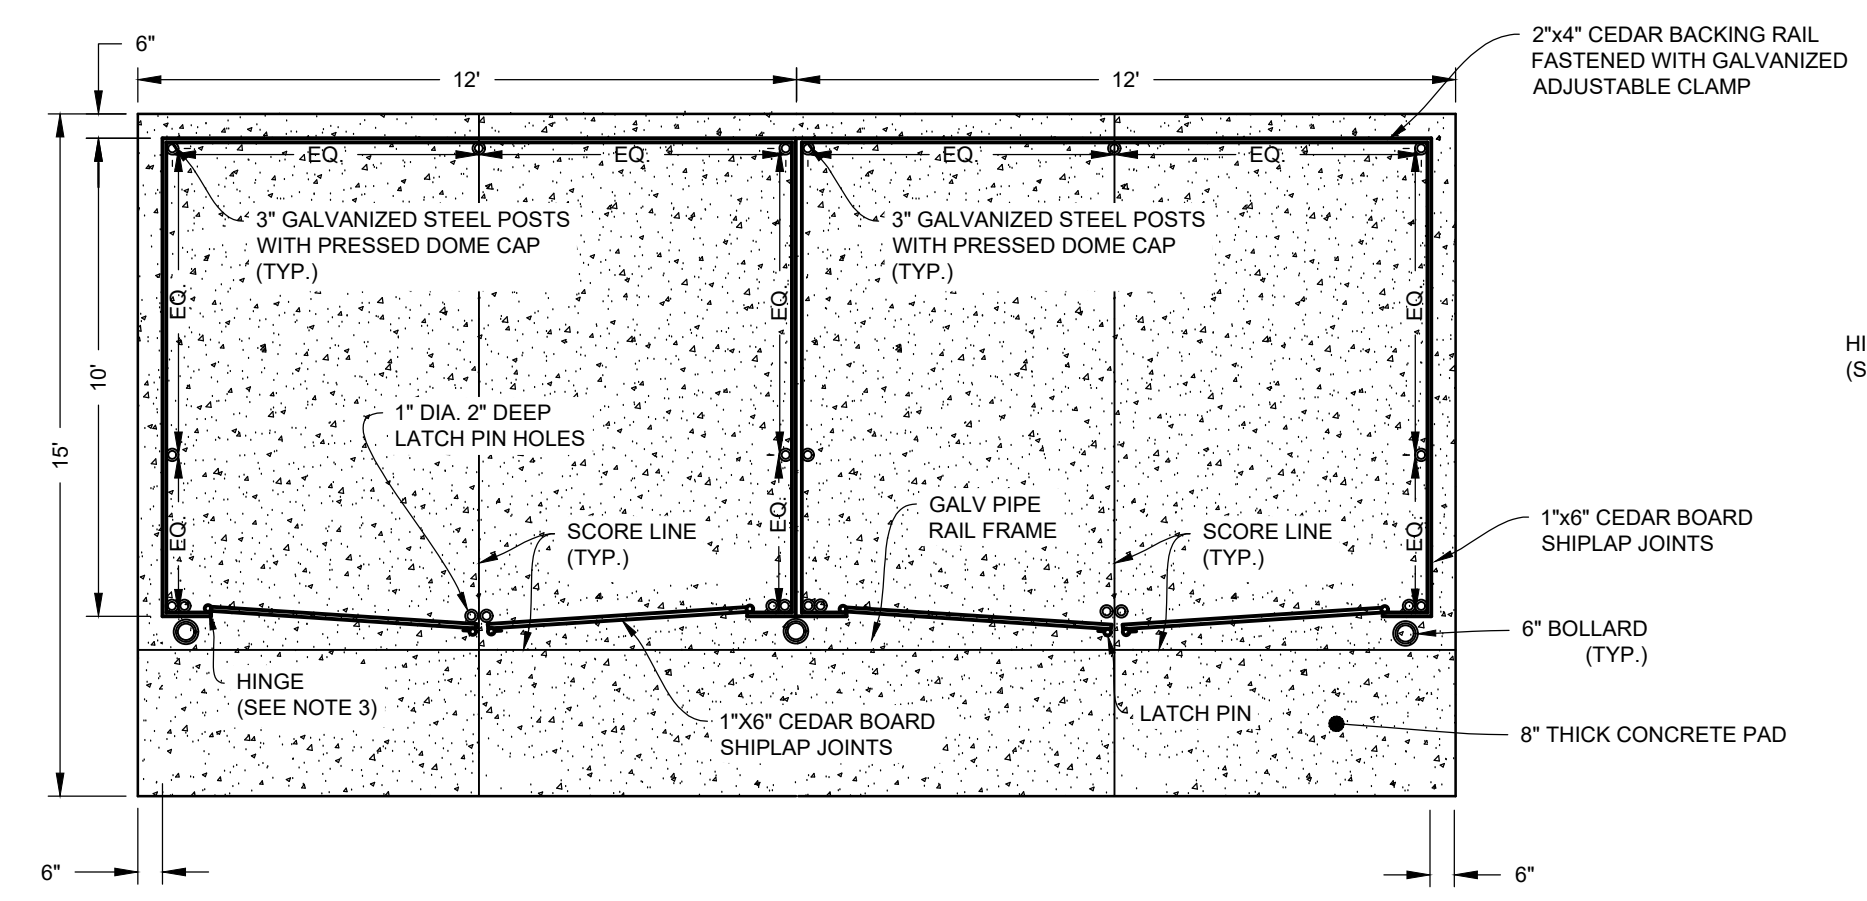 6"
12'
12'
2"x4" CEDAR BACKING RAIL
FASTENED WITH GALVANIZED
ADJUSTABLE CLAMP
EQ.
EQ.
EQ.
EQ.
3" GALVANIZED STEEL POSTS
WITH PRESSED DOME CAP
(TYP.)
3" GALVANIZED STEEL POSTS
WITH PRESSED DOME CAP
(TYP.)
EQ.
EQ.
EQ.
HI
(S
10'
15'
1" DIA. 2" DEEP
LATCH PIN HOLES
EQ.
EQ.
EQ.
SCORE LINE
(TYP.)
GALV PIPE
RAIL FRAME
SCORE LINE
(TYP.)
1"x6" CEDAR BOARD
SHIPLAP JOINTS
6" BOLLARD
(TYP.)
HINGE
(SEE NOTE 3)
1"X6" CEDAR BOARD
SHIPLAP JOINTS
LATCH PIN
8" THICK CONCRETE PAD
6"
6"